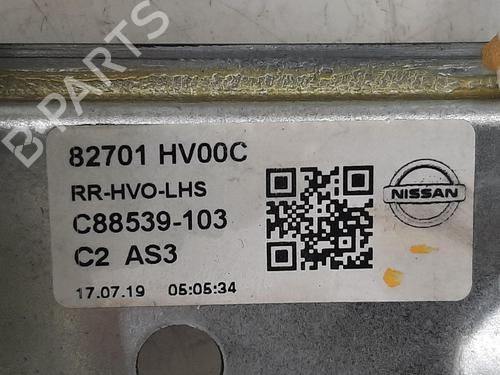 82701 HV00C
RR-HVO-LHS
C88539-103
C2 AS3
17.07.19 05:05:34
NISSAN
B-PARTS